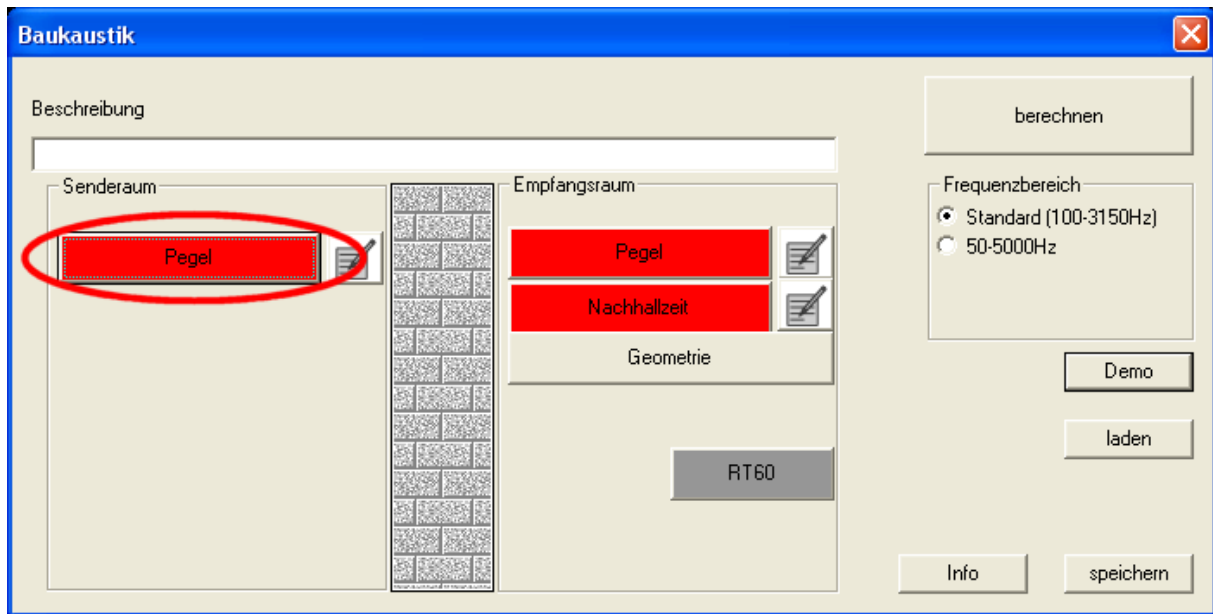 Baukaustik
Beschreibung
berechnen
Senderaum
Pegel
Empfangsraum
Pegel
Nachhallzeit
Geometrie
RT60
Frequenzbereich
Standard (100-3150Hz)
50-5000Hz
Demo
laden
Info
speichern